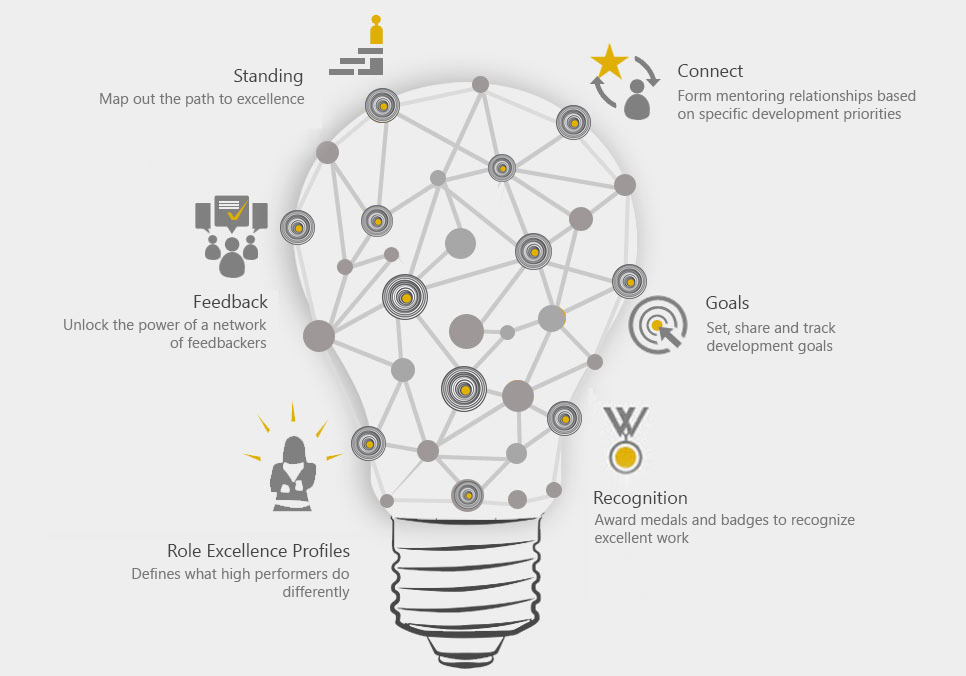 Standing
Map out the path to excellence
Connect
Form mentoring relationships based
on specific development priorities
Feedback
Unlock the power of a network
of feedbackers
Goals
Set, share and track
development goals
Role Excellence Profiles
Defines what high performers do
differently
Recognition
Award medals and badges to recognize
excellent work